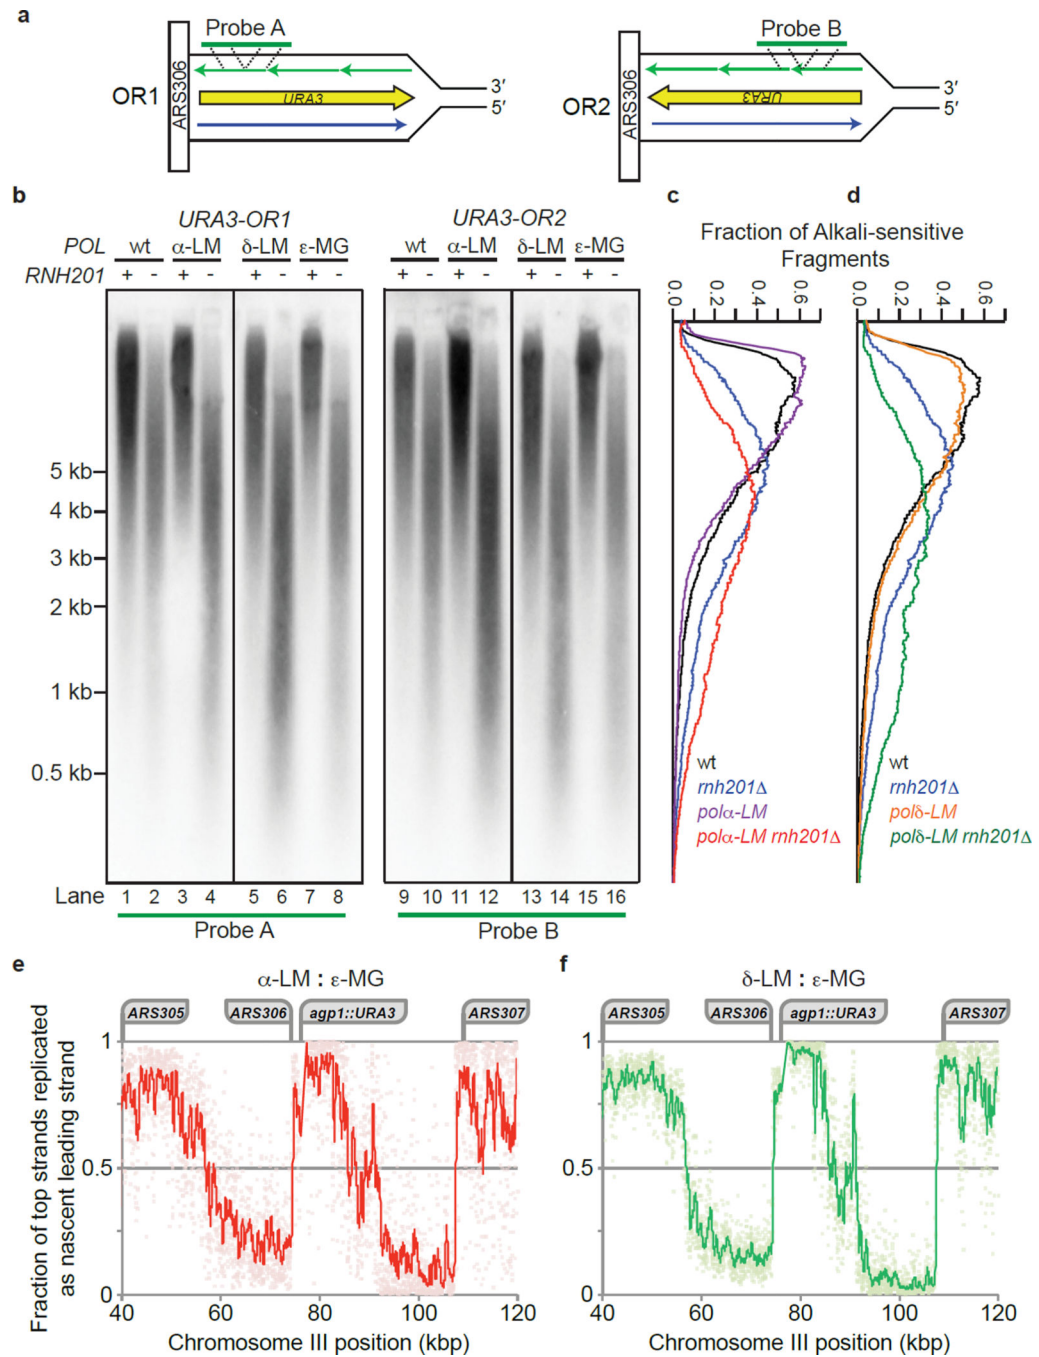 a
Probe A
ARS306
OR1
URA3
3′
5′
Probe B
ARS306
OR2
URA3
3′
5′
b
URA3-OR1
POL wt α-LM δ-LM ε-MG
RNH201 + - + - + - + -
URA3-OR2
wt α-LM δ-LM ε-MG
+ - + - + - + -
5 kb
4 kb
3 kb
2 kb
1 kb
0.5 kb
Lane 1 2 3 4 5 6 7 8
Probe A
9 10 11 12 13 14 15 16
Probe B
c d
Fraction of Alkali-sensitive
Fragments
0.0 0.2 0.4 0.6 0.0 0.2 0.4 0.6
wt
rnh201Δ
polα-LM
polα-LM rnh201Δ
wt
rnh201Δ
polδ-LM
polδ-LM rnh201Δ
e
α-LM : ε-MG
ARS305 ARS306 agp1::URA3 ARS307
Fraction of top strands replicated
as nascent leading strand
1
0.5
0
40 60 80 100 120
Chromosome III position (kbp)
f
δ-LM : ε-MG
ARS305 ARS306 agp1::URA3 ARS307
1
0.5
0
40 60 80 100 120
Chromosome III position (kbp)